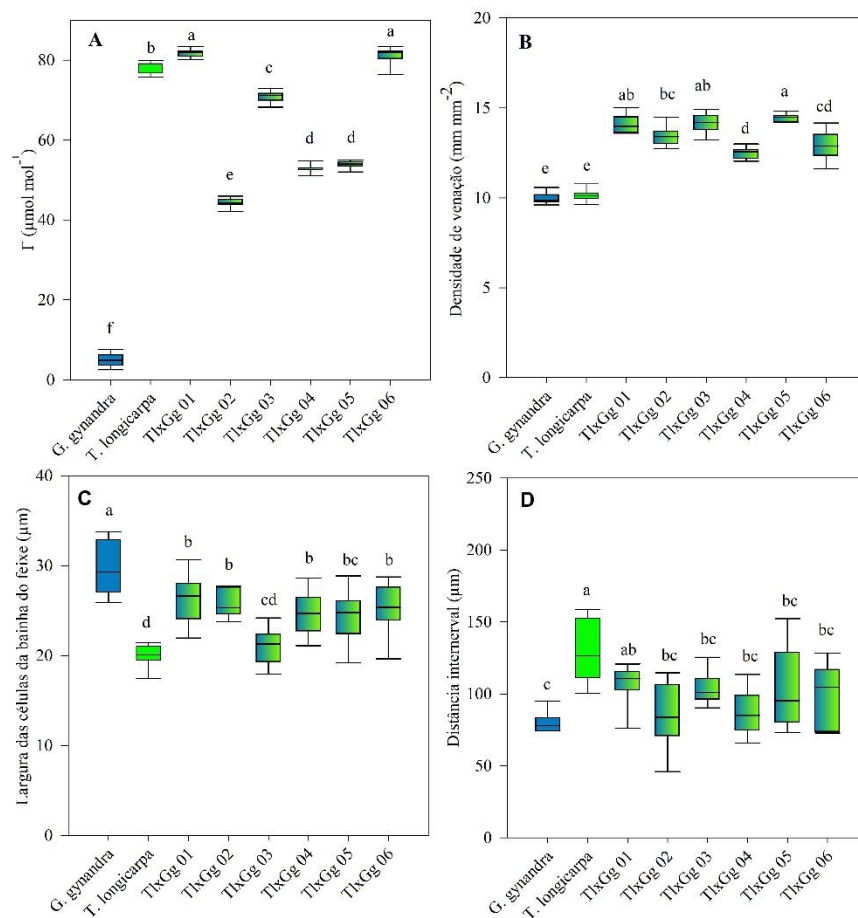 A
Γ (µmol mol⁻¹)
80
60
40
20
0
f
b
a
e
c
d
d
a
G. gynandra
T. longicarpa
TlxGg 01
TlxGg 02
TlxGg 03
TlxGg 04
TlxGg 05
TlxGg 06
B
Densidade de venação (mm mm⁻²)
20
15
10
5
0
e
e
ab
bc
ab
d
a
cd
G. gynandra
T. longicarpa
TlxGg 01
TlxGg 02
TlxGg 03
TlxGg 04
TlxGg 05
TlxGg 06
C
Largura das células da bainha do feixe (µm)
40
30
20
10
0
a
d
b
b
cd
b
bc
b
G. gynandra
T. longicarpa
TlxGg 01
TlxGg 02
TlxGg 03
TlxGg 04
TlxGg 05
TlxGg 06
D
Distância internerval (µm)
250
200
150
100
50
0
c
a
ab
bc
bc
bc
bc
bc
G. gynandra
T. longicarpa
TlxGg 01
TlxGg 02
TlxGg 03
TlxGg 04
TlxGg 05
TlxGg 06